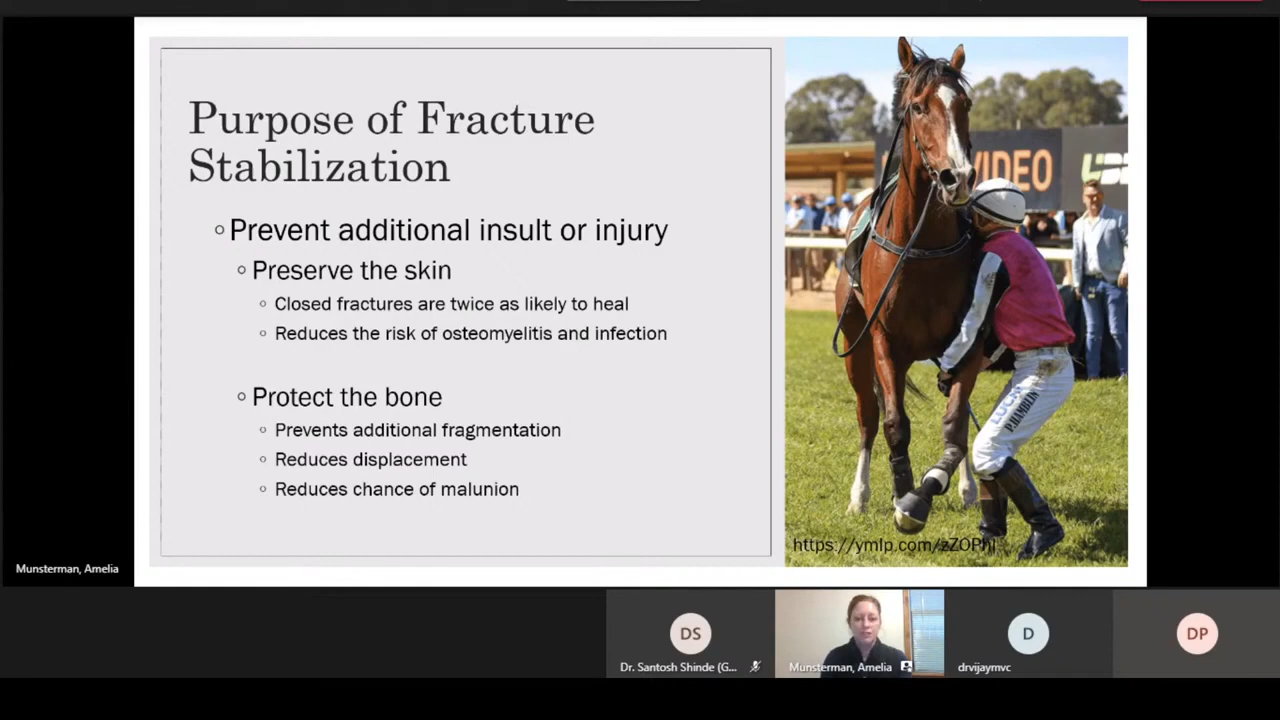 Purpose of Fracture
Stabilization
Prevent additional insult or injury
Preserve the skin
Closed fractures are twice as likely to heal
Reduces the risk of osteomyelitis and infection
Protect the bone
Prevents additional fragmentation
Reduces displacement
Reduces chance of malunion
VIDEO
LUCKY
P.HAMBLIN
https://ymlp.com/zZOPhi
Munsterman, Amelia
DS
Dr. Santosh Shinde (G...
Munsterman, Amelia
D
drvijaymvc
DP